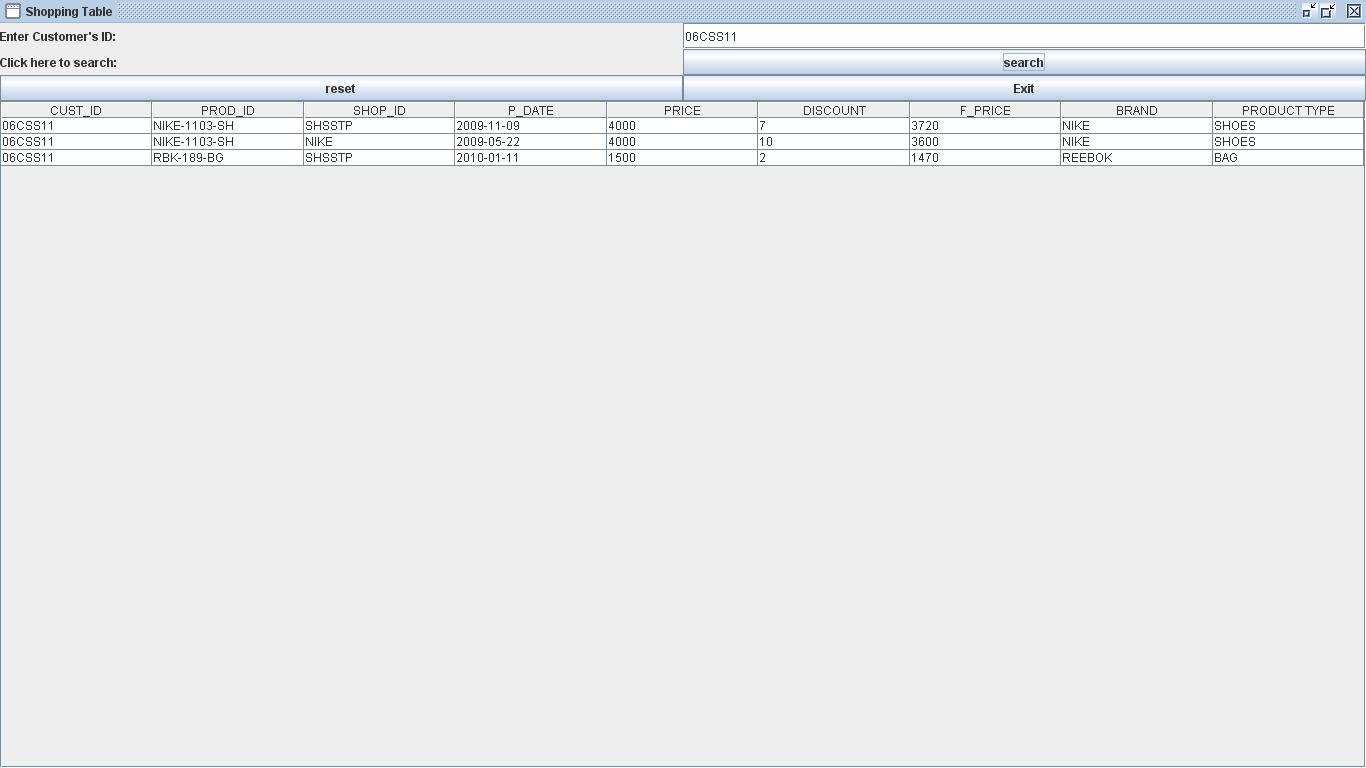 Shopping Table
Enter Customer's ID: 06CSS11
Click here to search: search
reset Exit
CUST_ID PROD_ID SHOP_ID P_DATE PRICE DISCOUNT F_PRICE BRAND PRODUCT TYPE
06CSS11 NIKE-1103-SH SHSSTP 2009-11-09 4000 7 3720 NIKE SHOES
06CSS11 NIKE-1103-SH NIKE 2009-05-22 4000 10 3600 NIKE SHOES
06CSS11 RBK-189-BG SHSSTP 2010-01-11 1500 2 1470 REEBOK BAG